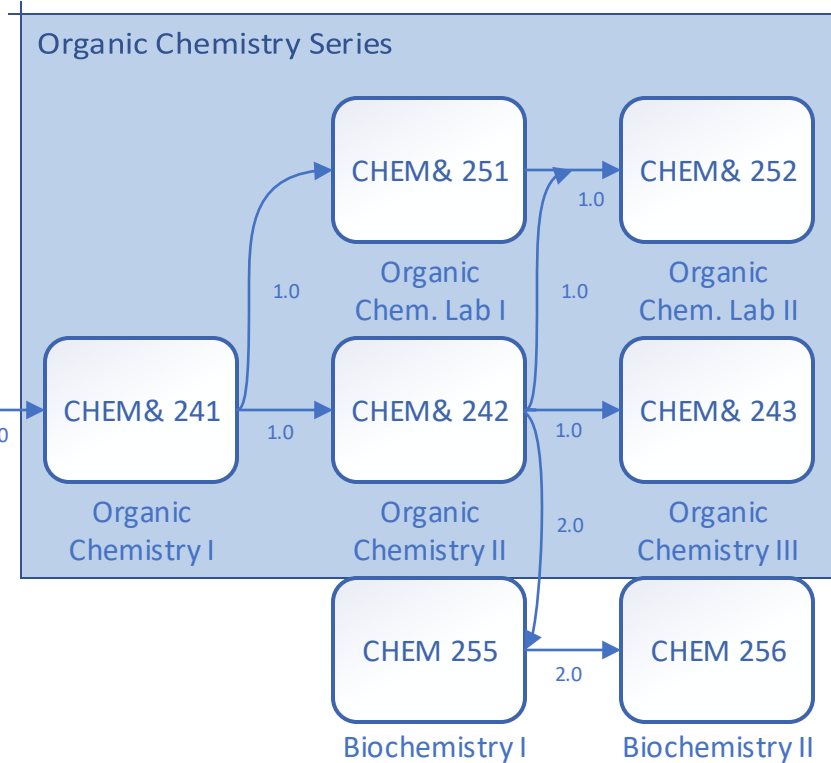 Organic Chemistry Series
CHEM& 251
CHEM& 252
1.0
Organic
Chem. Lab I
Organic
Chem. Lab II
1.0
1.0
CHEM& 241
CHEM& 242
CHEM& 243
0
1.0
1.0
Organic
Chemistry I
Organic
Chemistry II
Organic
Chemistry III
2.0
CHEM 255
CHEM 256
2.0
Biochemistry I
Biochemistry II